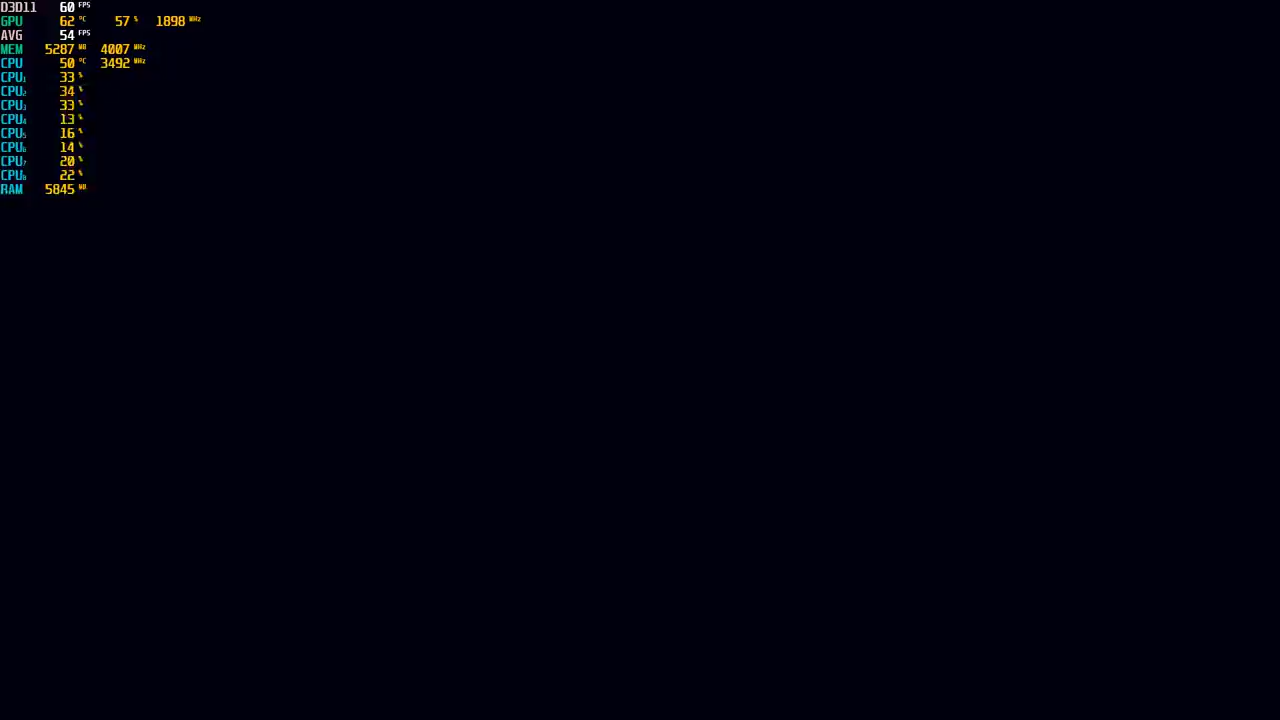 D3D11 60 FPS
GPU 62 °C 57 % 1898 MHz
AVG 54 FPS
MEM 5287 MB 4007 MHz
CPU 50 °C 3492 MHz
CPU1 33 %
CPU2 34 %
CPU3 33 %
CPU4 13 %
CPU5 16 %
CPU6 14 %
CPU7 20 %
CPU8 22 %
RAM 5845 MB